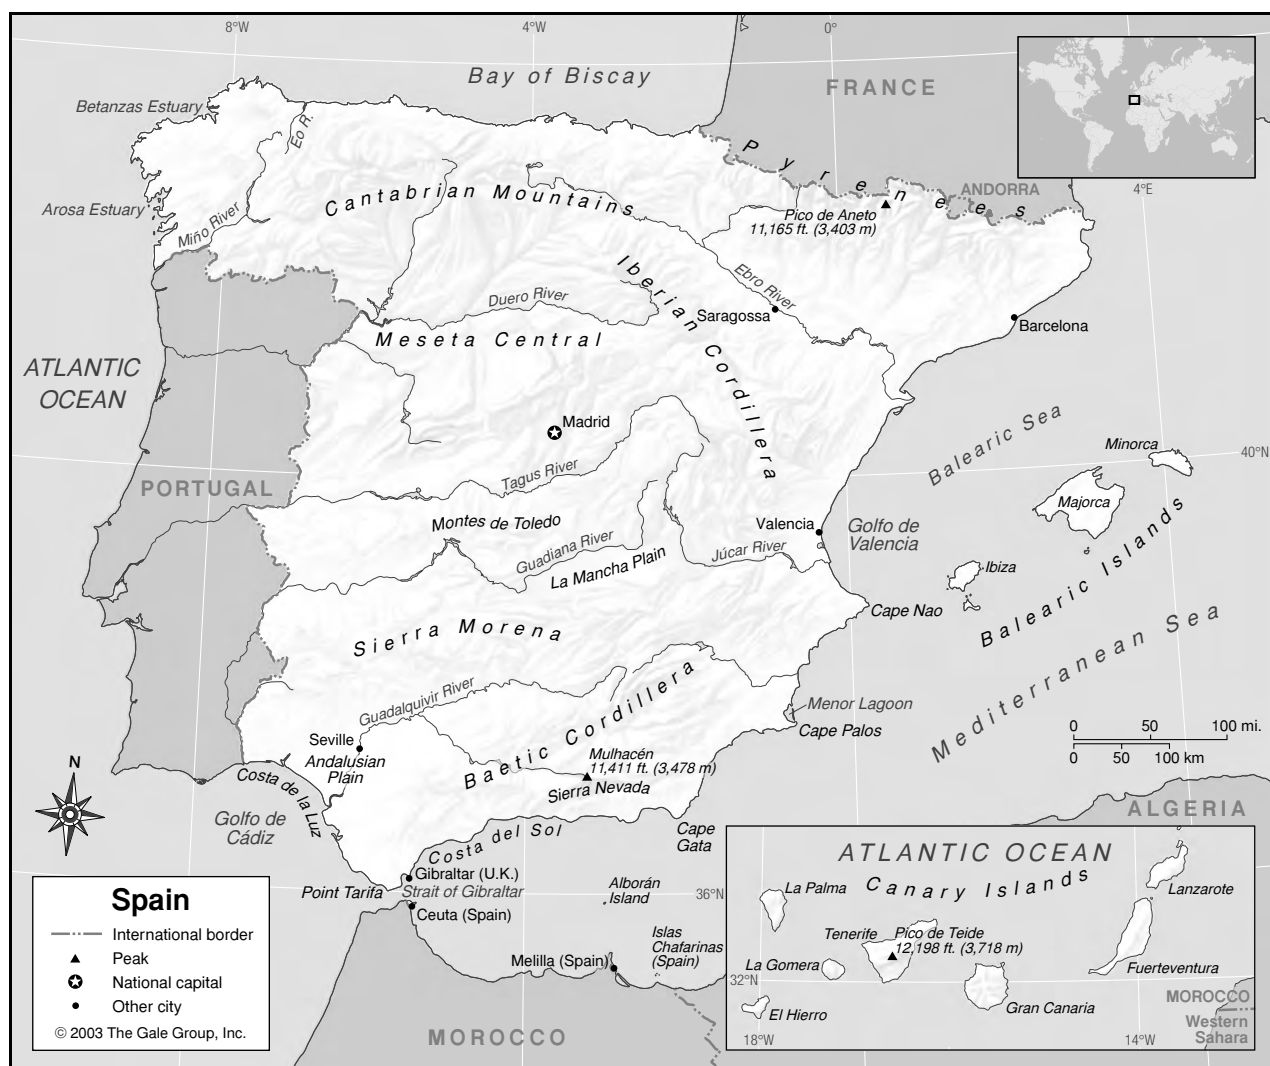 8°W
4°W
0°
Bay of Biscay
FRANCE
Betanzas Estuary
Eo R.
Pyrenees
ANDORRA
4°E
Cantabrian Mountains
Arosa Estuary
Miño River
Pico de Aneto
11,165 ft. (3,403 m)
Iberian Cordillera
Ebro River
Duero River
Saragossa
Barcelona
Meseta Central
ATLANTIC
OCEAN
Madrid
Balearic Sea
Minorca
40°N
Tagus River
PORTUGAL
Majorca
Montes de Toledo
Valencia
Golfo de
Valencia
Guadiana River
Júcar River
La Mancha Plain
Ibiza
Balearic Islands
Cape Nao
Sierra Morena
Mediterranean Sea
Guadalquivir River
Baetic Cordillera
Menor Lagoon
Cape Palos
0 50 100 mi.
0 50 100 km
Seville
Andalusian
Plain
Mulhacén
11,411 ft. (3,478 m)
Sierra Nevada
N
Costa de la Luz
Golfo de
Cádiz
ALGERIA
Costa del Sol
Cape
Gata
Gibraltar (U.K.)
Point Tarifa
Strait of Gibraltar
Ceuta (Spain)
Alborán
Island
36°N
Islas
Chafarinas
(Spain)
Melilla (Spain)
MOROCCO
Spain
International border
Peak
National capital
Other city
© 2003 The Gale Group, Inc.
ATLANTIC OCEAN
Canary Islands
La Palma
Lanzarote
Tenerife
Pico de Teide
12,198 ft. (3,718 m)
La Gomera
Fuerteventura
32°N
Gran Canaria
El Hierro
MOROCCO
Western
Sahara
18°W
14°W